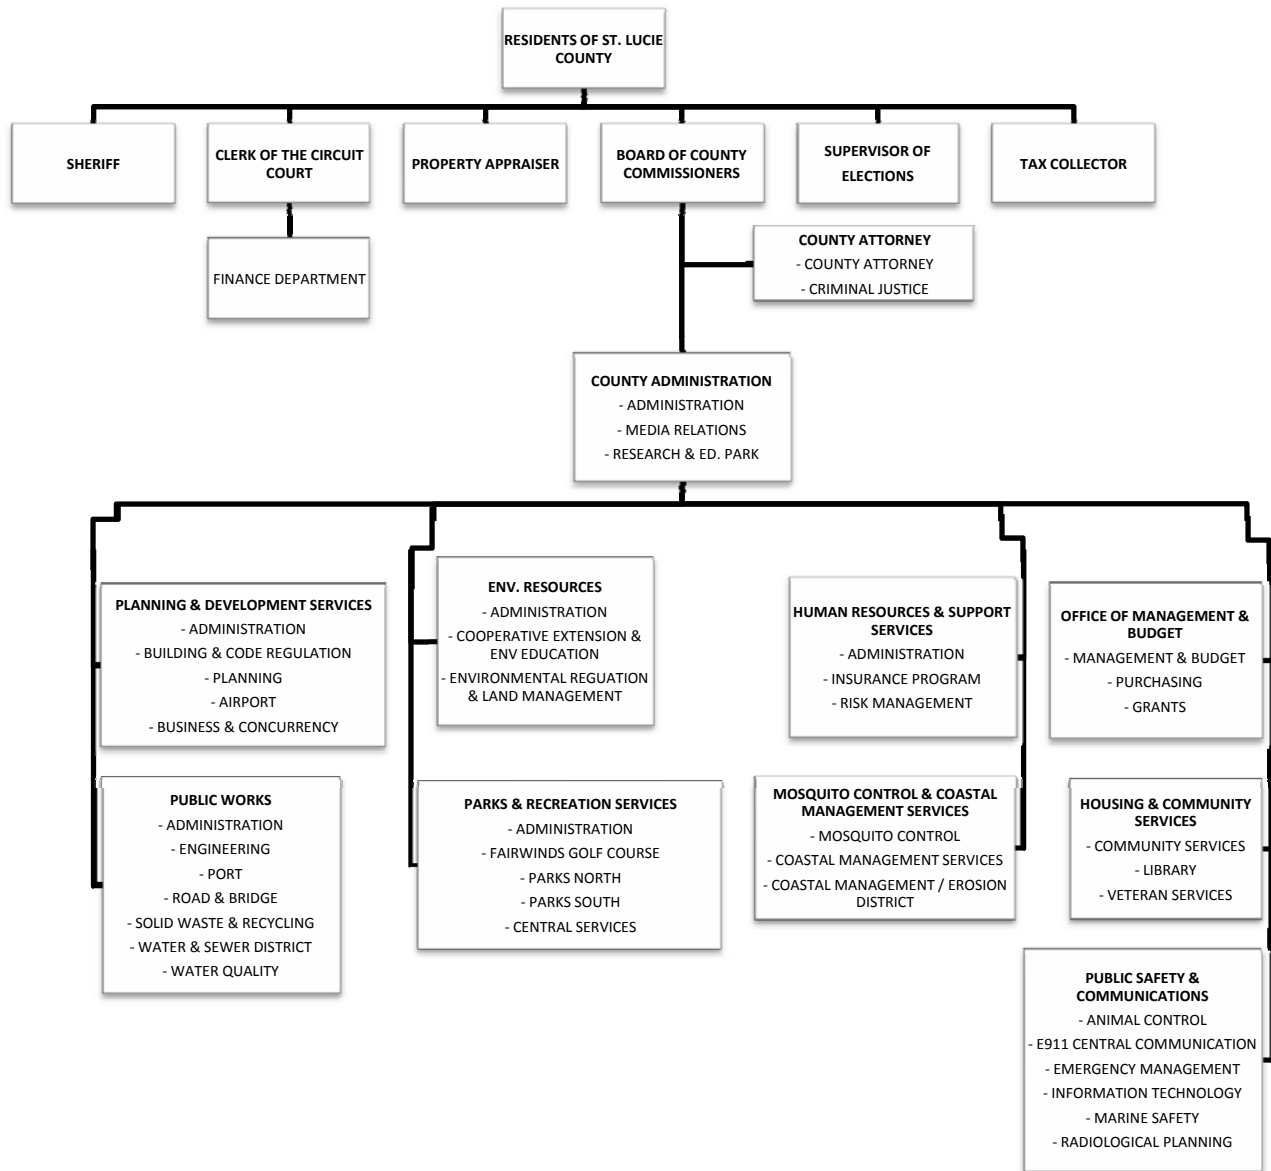 RESIDENTS OF ST. LUCIE
COUNTY
SHERIFF
CLERK OF THE CIRCUIT
COURT
PROPERTY APPRAISER
BOARD OF COUNTY
COMMISSIONERS
SUPERVISOR OF
ELECTIONS
TAX COLLECTOR
FINANCE DEPARTMENT
COUNTY ATTORNEY
- COUNTY ATTORNEY
- CRIMINAL JUSTICE
COUNTY ADMINISTRATION
- ADMINISTRATION
- MEDIA RELATIONS
- RESEARCH & ED. PARK
PLANNING & DEVELOPMENT SERVICES
- ADMINISTRATION
- BUILDING & CODE REGULATION
- PLANNING
- AIRPORT
- BUSINESS & CONCURRENCY
ENV. RESOURCES
- ADMINISTRATION
- COOPERATIVE EXTENSION &
ENV EDUCATION
- ENVIRONMENTAL REGUATION
& LAND MANAGEMENT
HUMAN RESOURCES & SUPPORT
SERVICES
- ADMINISTRATION
- INSURANCE PROGRAM
- RISK MANAGEMENT
OFFICE OF MANAGEMENT &
BUDGET
- MANAGEMENT & BUDGET
- PURCHASING
- GRANTS
PUBLIC WORKS
- ADMINISTRATION
- ENGINEERING
- PORT
- ROAD & BRIDGE
- SOLID WASTE & RECYCLING
- WATER & SEWER DISTRICT
- WATER QUALITY
PARKS & RECREATION SERVICES
- ADMINISTRATION
- FAIRWINDS GOLF COURSE
- PARKS NORTH
- PARKS SOUTH
- CENTRAL SERVICES
MOSQUITO CONTROL & COASTAL
MANAGEMENT SERVICES
- MOSQUITO CONTROL
- COASTAL MANAGEMENT SERVICES
- COASTAL MANAGEMENT / EROSION
DISTRICT
HOUSING & COMMUNITY
SERVICES
- COMMUNITY SERVICES
- LIBRARY
- VETERAN SERVICES
PUBLIC SAFETY &
COMMUNICATIONS
- ANIMAL CONTROL
- E911 CENTRAL COMMUNICATION
- EMERGENCY MANAGEMENT
- INFORMATION TECHNOLOGY
- MARINE SAFETY
- RADIOLOGICAL PLANNING